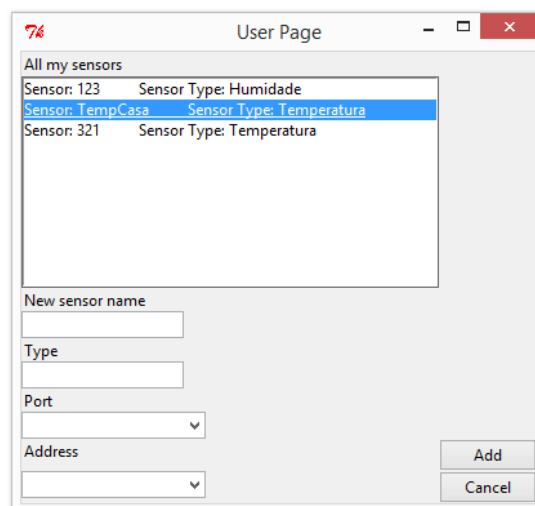 User Page
All my sensors
Sensor: 123 Sensor Type: Humidade
Sensor: TempCasa Sensor Type: Temperatura
Sensor: 321 Sensor Type: Temperatura
New sensor name
Type
Port
Address
Add
Cancel